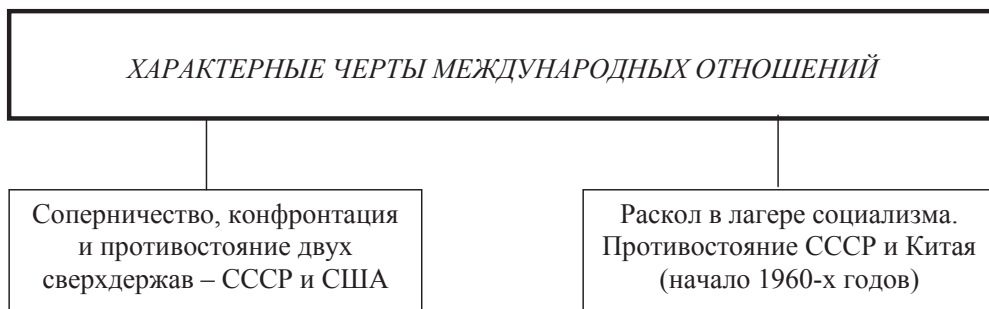 ХАРАКТЕРНЫЕ ЧЕРТЫ МЕЖДУНАРОДНЫХ ОТНОШЕНИЙ
Соперничество, конфронтация
и противостояние двух
сверхдержав – СССР и США
Раскол в лагере социализма.
Противостояние СССР и Китая
(начало 1960-х годов)